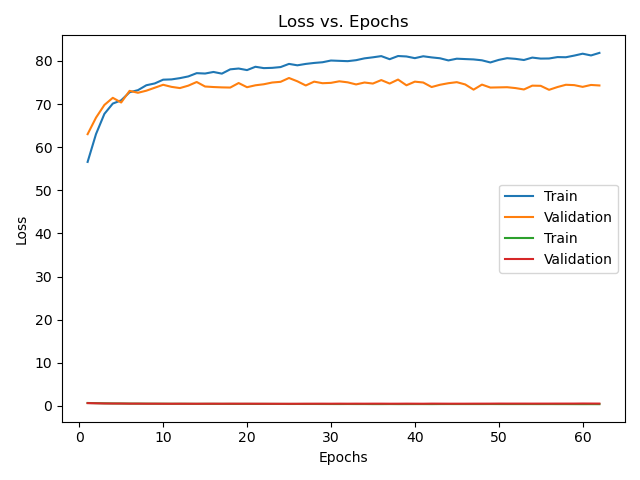 Loss vs. Epochs
Loss
80
70
60
50
40
30
20
10
0
Train
Validation
Train
Validation
0 10 20 30 40 50 60
Epochs